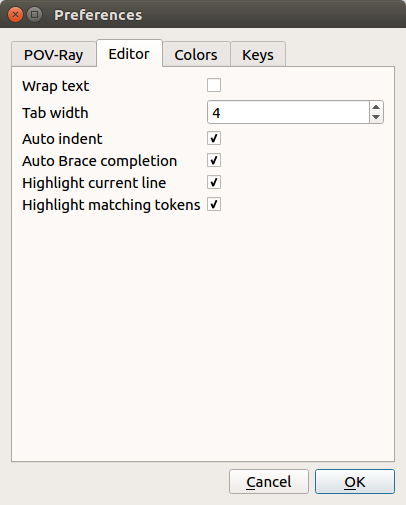 Preferences
POV-Ray Editor Colors Keys
Wrap text
Tab width 4
Auto indent
Auto Brace completion
Highlight current line
Highlight matching tokens
Cancel OK